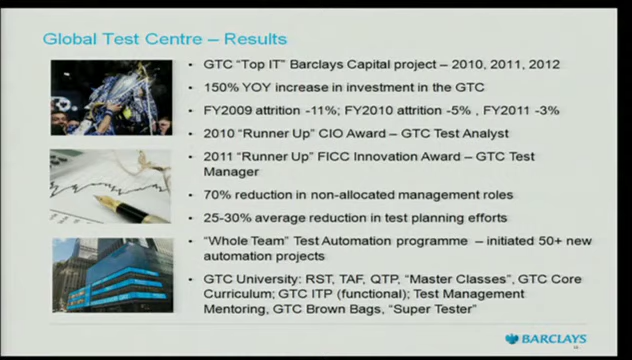 Global Test Centre – Results
• GTC “Top IT” Barclays Capital project – 2010, 2011, 2012
• 150% YOY increase in investment in the GTC
• FY2009 attrition -11%; FY2010 attrition -5% , FY2011 -3%
• 2010 “Runner Up” CIO Award – GTC Test Analyst
• 2011 “Runner Up” FICC Innovation Award – GTC Test
Manager
• 70% reduction in non-allocated management roles
• 25-30% average reduction in test planning efforts
• “Whole Team” Test Automation programme – initiated 50+ new
automation projects
• GTC University: RST, TAF, QTP, “Master Classes”, GTC Core
Curriculum; GTC ITP (functional); Test Management
Mentoring, GTC Brown Bags, “Super Tester”
BARCLAYS